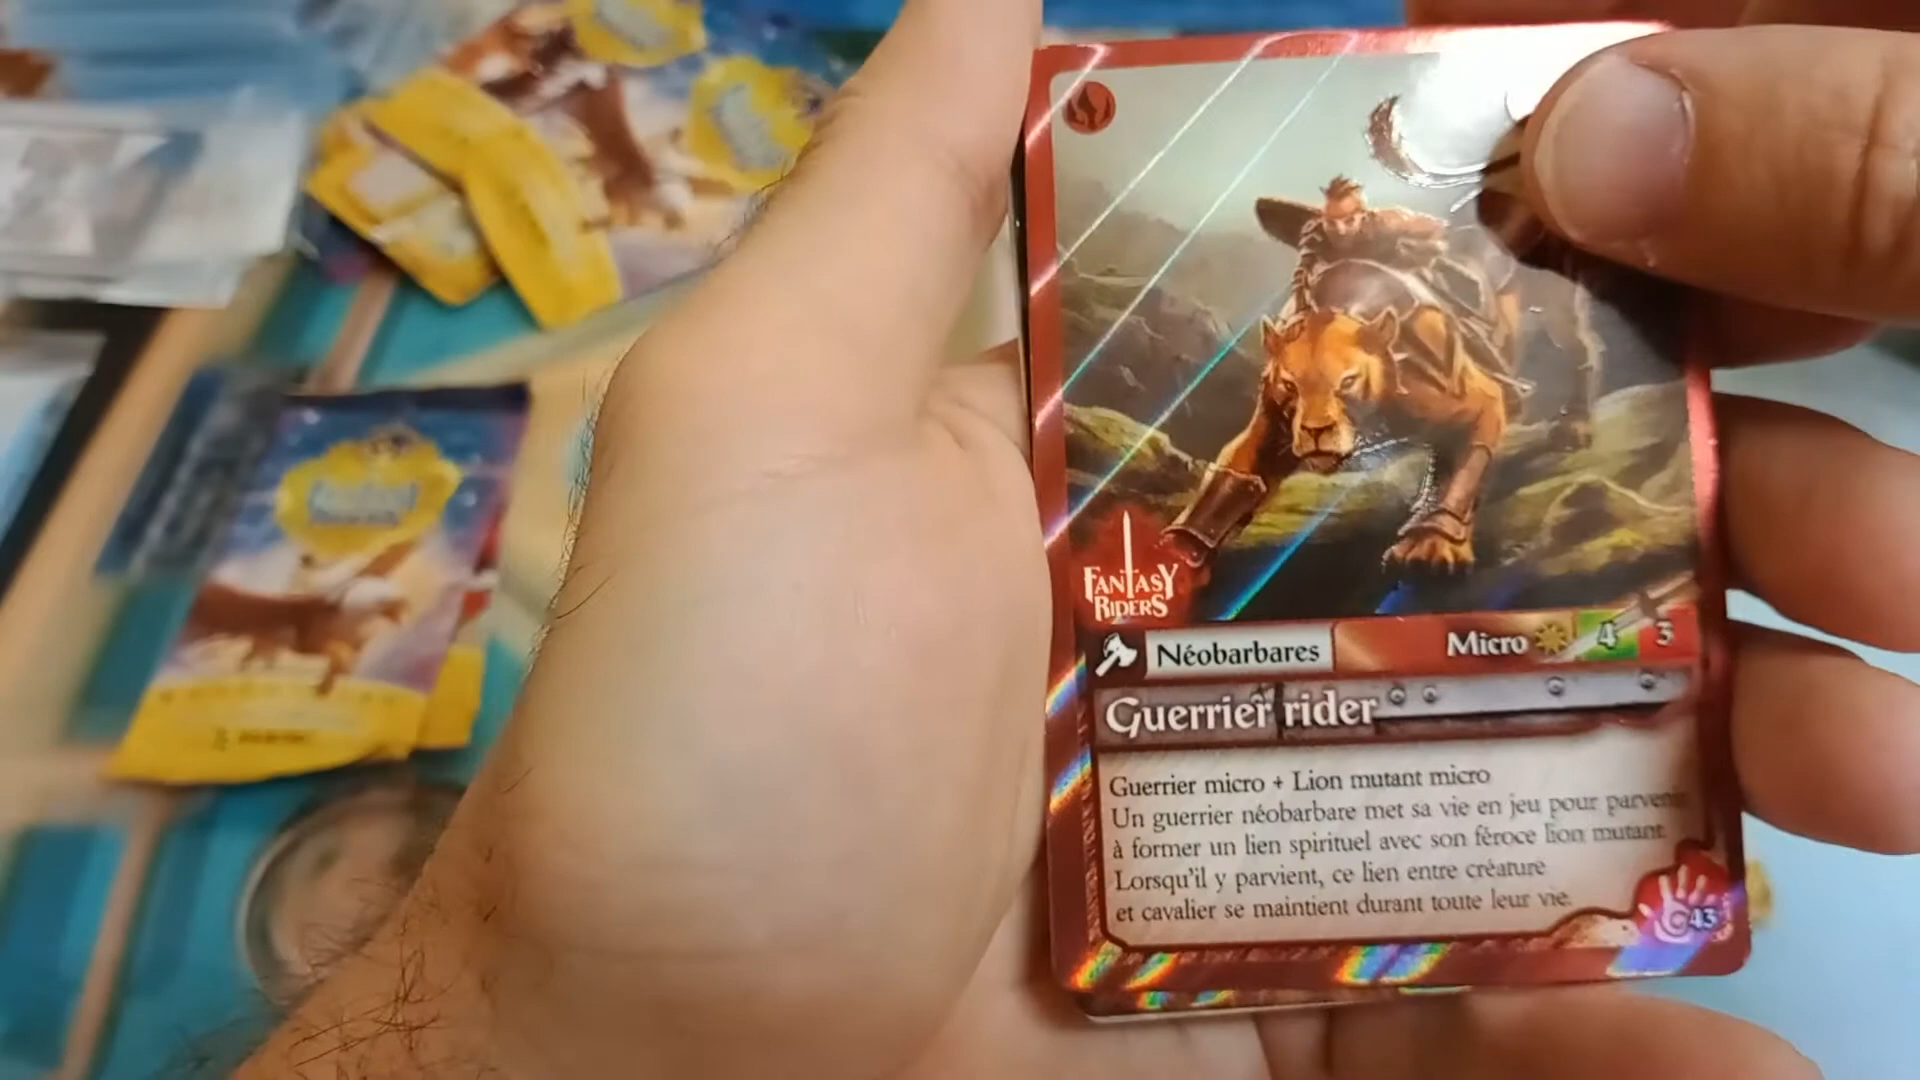 FANTASY
RIDERS
Néobarbares
Micro 4 3
Guerrier rider
Guerrier micro + Lion mutant micro
Un guerrier néobarbare met sa vie en jeu pour parvenir
à former un lien spirituel avec son féroce lion mutant.
Lorsqu'il y parvient, ce lien entre créature
et cavalier se maintient durant toute leur vie.
43